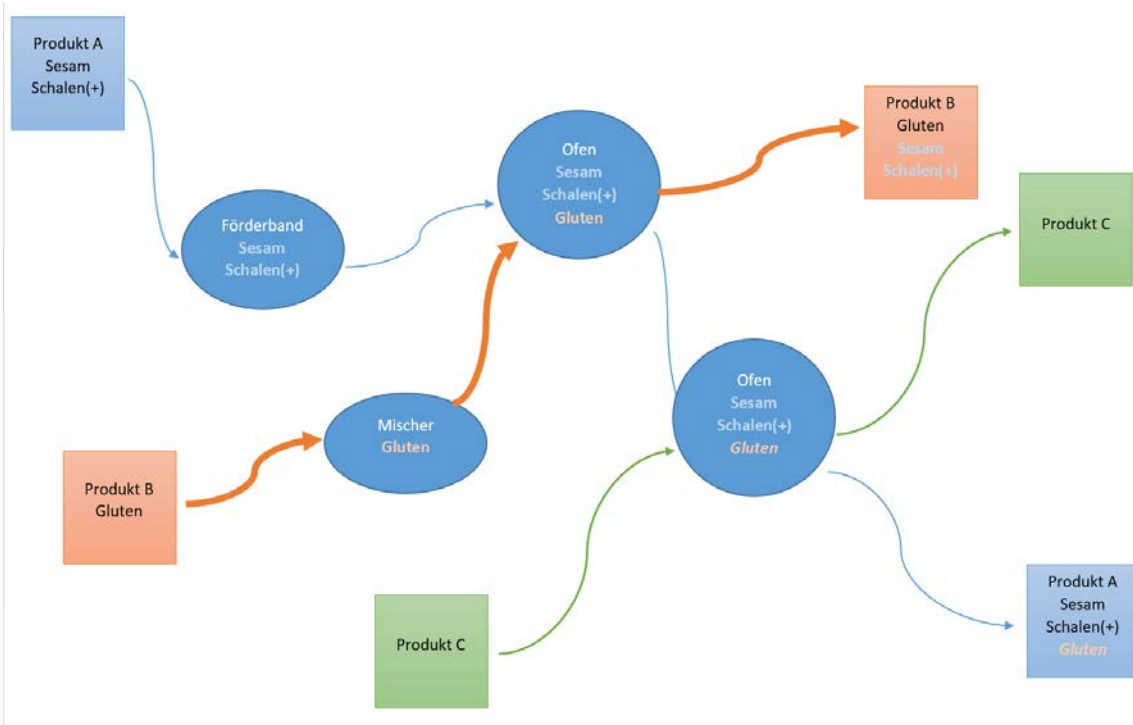 Produkt A
Sesam
Schalen(+)
Förderband
Sesam
Schalen(+)
Ofen
Sesam
Schalen(+)
Gluten
Produkt B
Gluten
Sesam
Schalen(+)
Produkt C
Mischer
Gluten
Ofen
Sesam
Schalen(+)
Gluten
Produkt B
Gluten
Produkt C
Produkt A
Sesam
Schalen(+)
Gluten